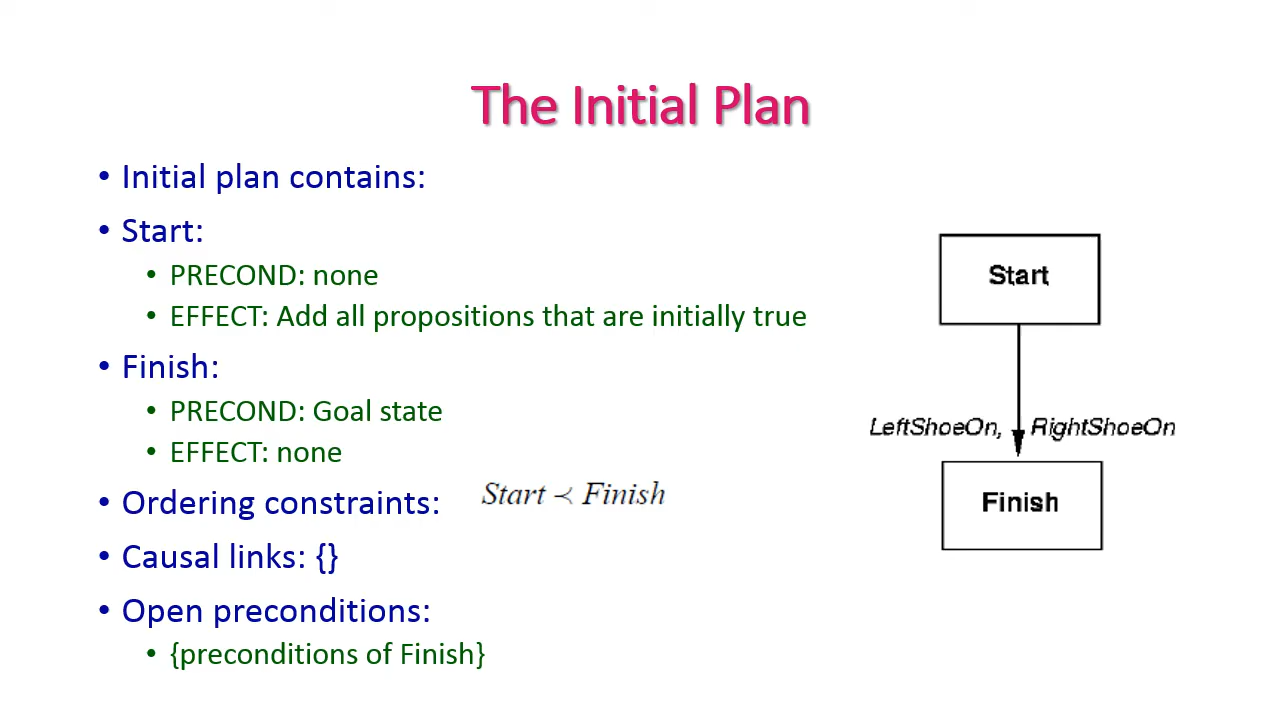 The Initial Plan
• Initial plan contains:
• Start:
• PRECOND: none
• EFFECT: Add all propositions that are initially true
• Finish:
• PRECOND: Goal state
• EFFECT: none
• Ordering constraints: Start ≺ Finish
• Causal links: {}
• Open preconditions:
• {preconditions of Finish}
Start
LeftShoeOn, RightShoeOn
Finish